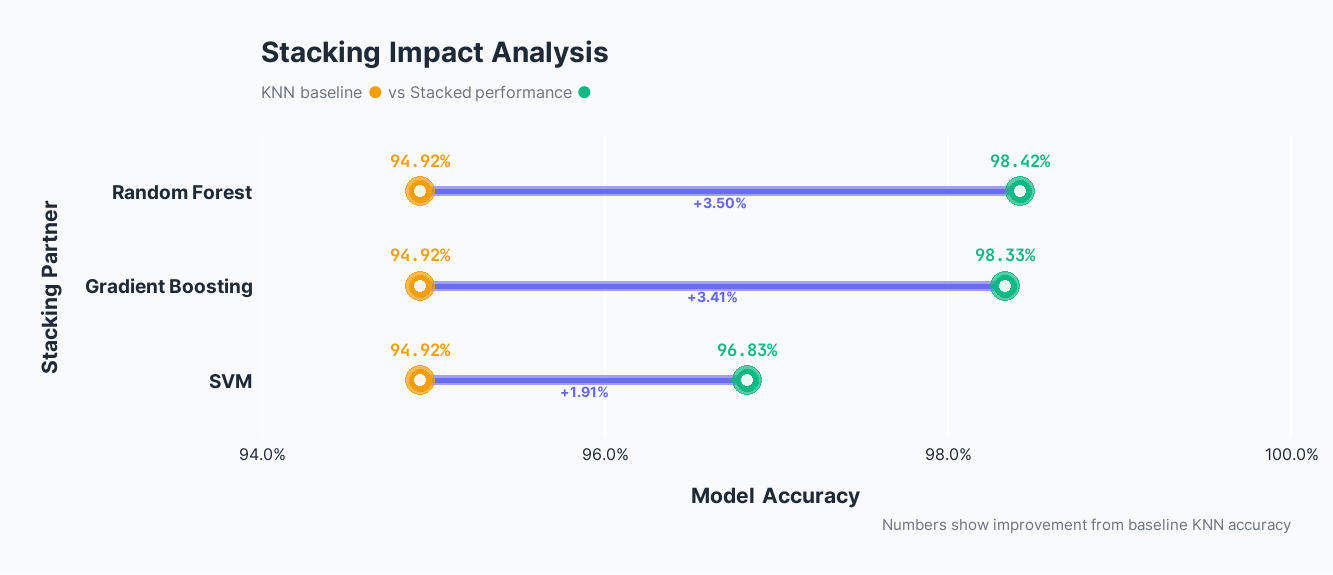 Stacking Impact Analysis
KNN baseline vs Stacked performance
Stacking Partner
Random Forest
94.92%
98.42%
+3.50%
Gradient Boosting
94.92%
98.33%
+3.41%
SVM
94.92%
96.83%
+1.91%
94.0%
96.0%
98.0%
100.0%
Model Accuracy
Numbers show improvement from baseline KNN accuracy